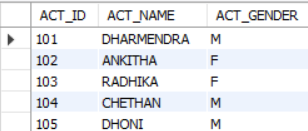 ACT_ID ACT_NAME ACT_GENDER
101 DHARMENDRA M
102 ANKITHA F
103 RADHIKA F
104 CHETHAN M
105 DHONI M